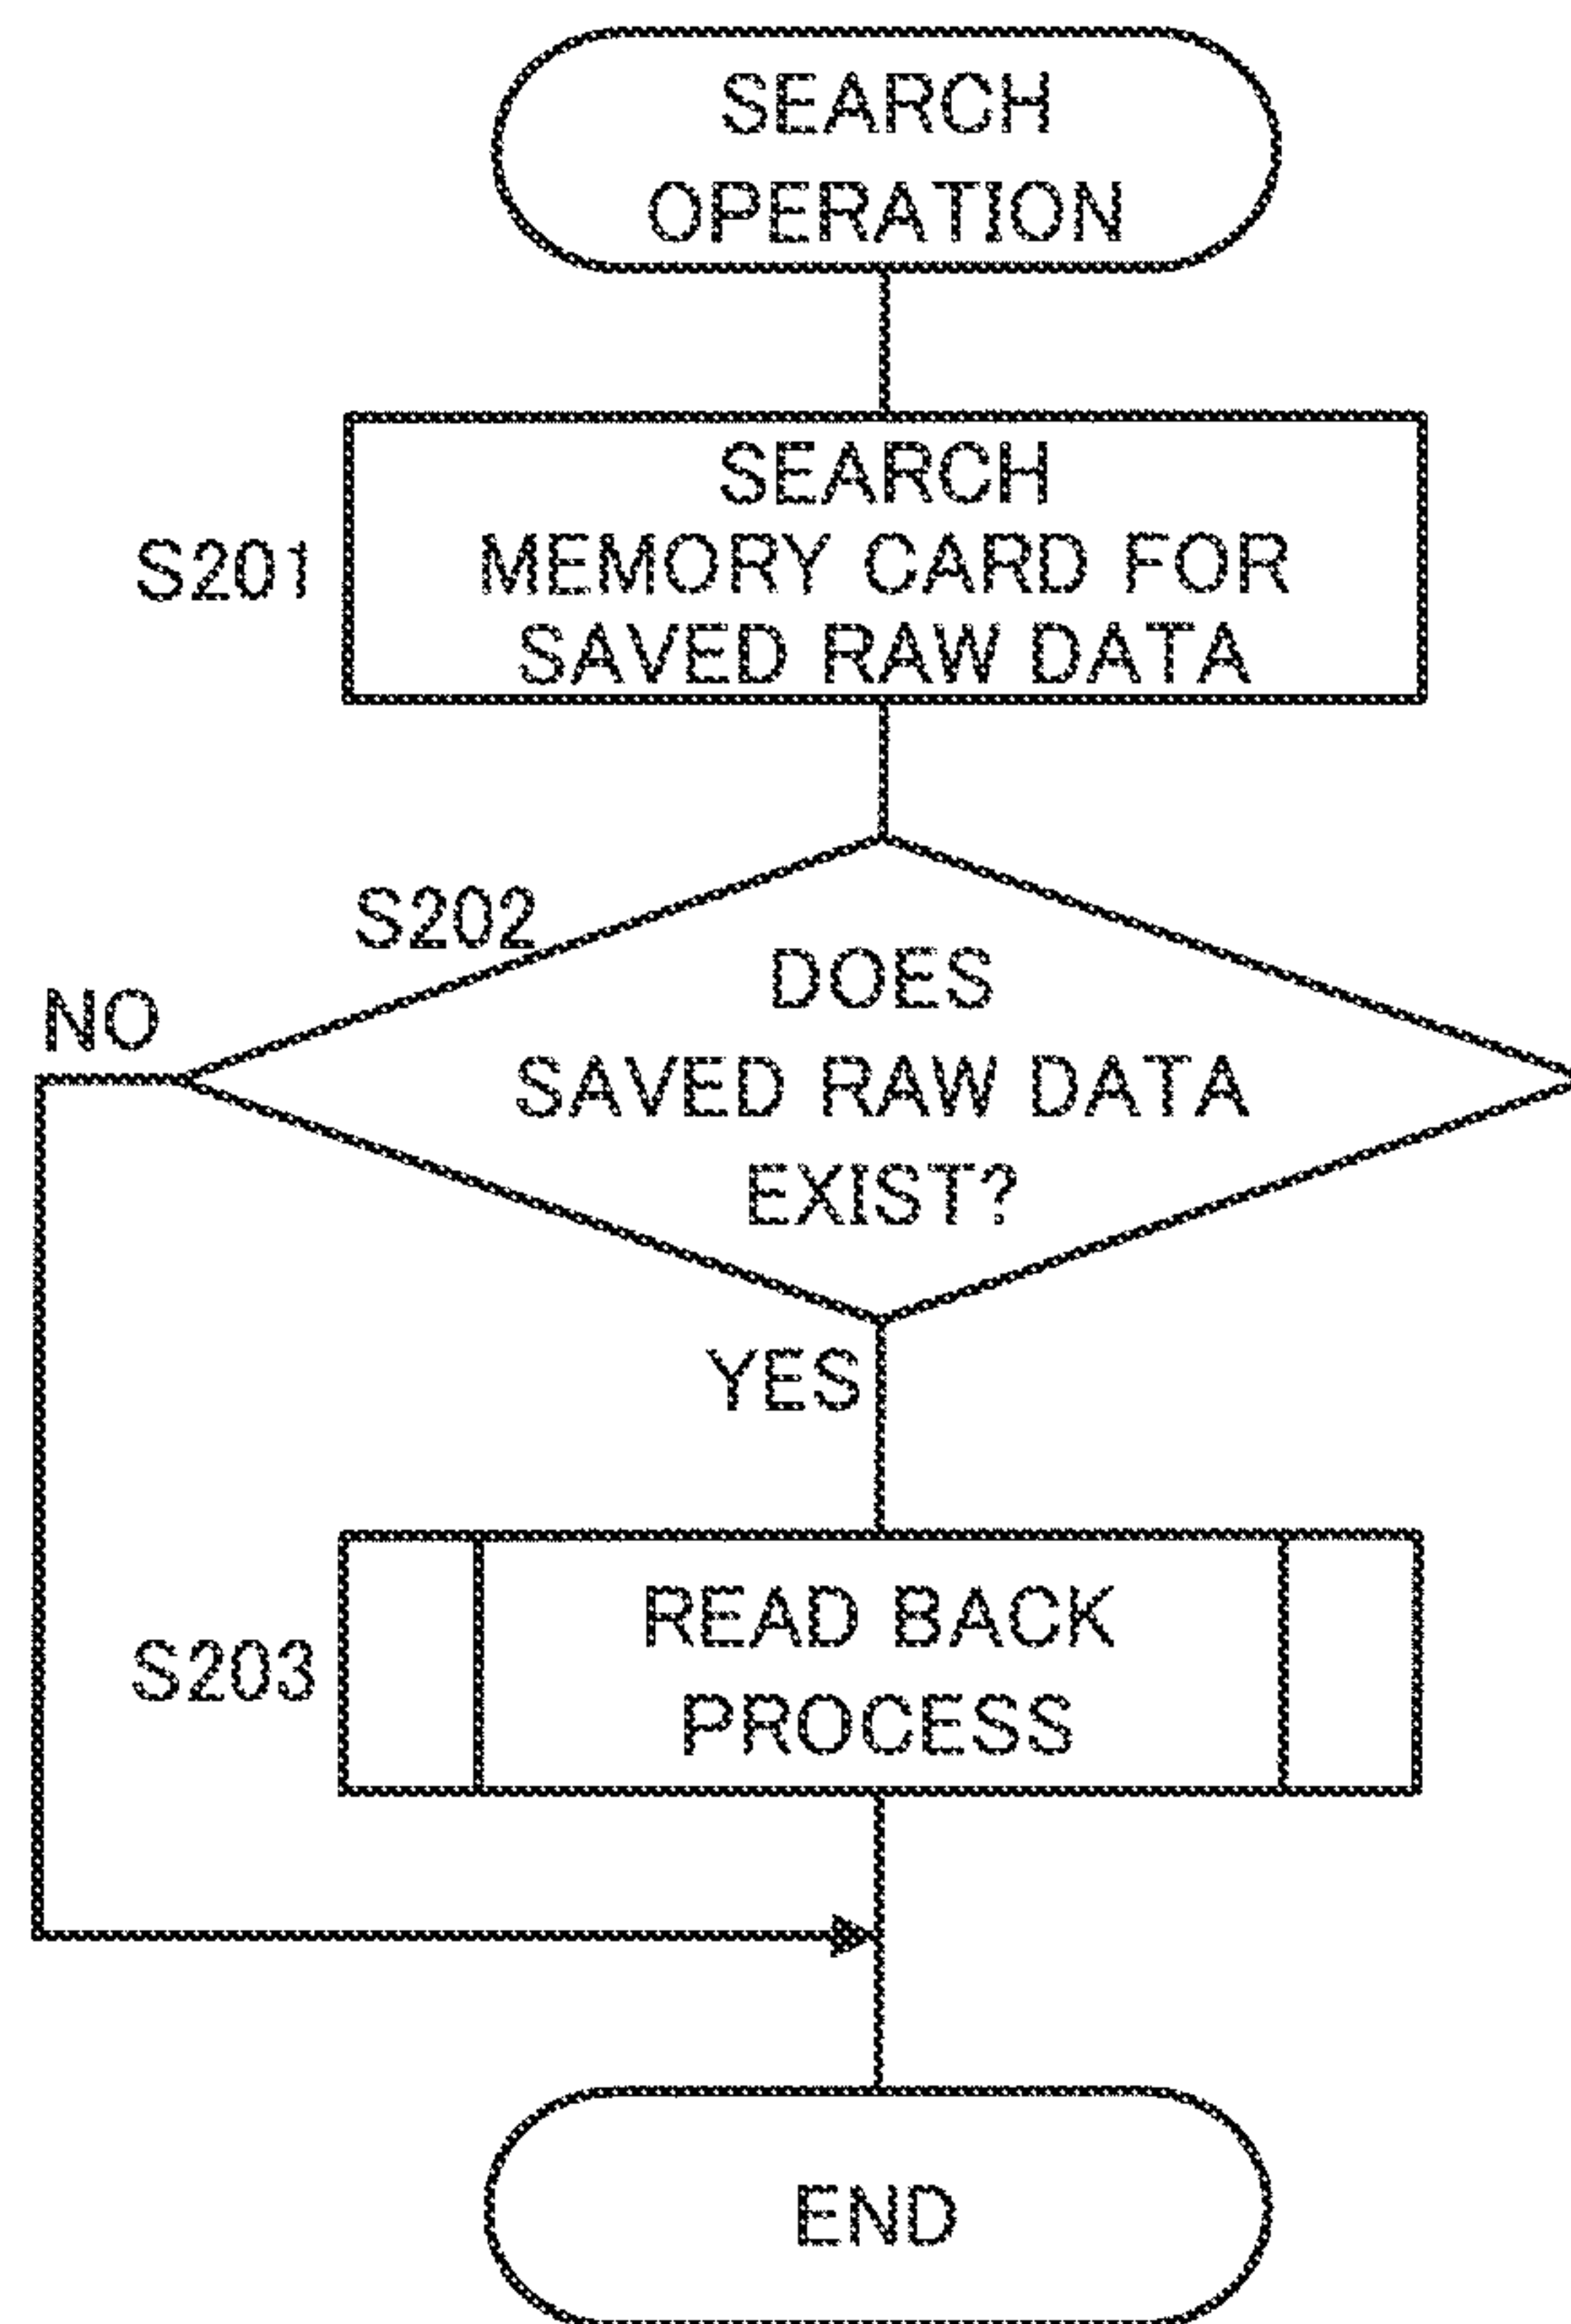 SEARCH
OPERATION
SEARCH
S201
MEMORY CARD FOR
SAVED RAW DATA
S202
DOES
NO
SAVED RAW DATA
EXIST?
YES
READ BACK
S203
PROCESS
END